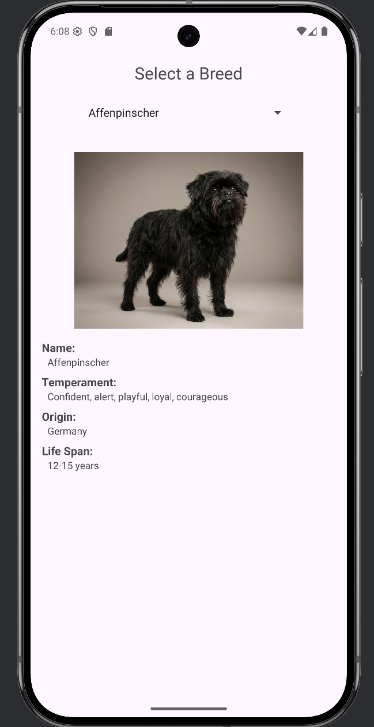 6:08
Select a Breed
Affenpinscher
Name:
Affenpinscher
Temperament:
Confident, alert, playful, loyal, courageous
Origin:
Germany
Life Span:
12-15 years